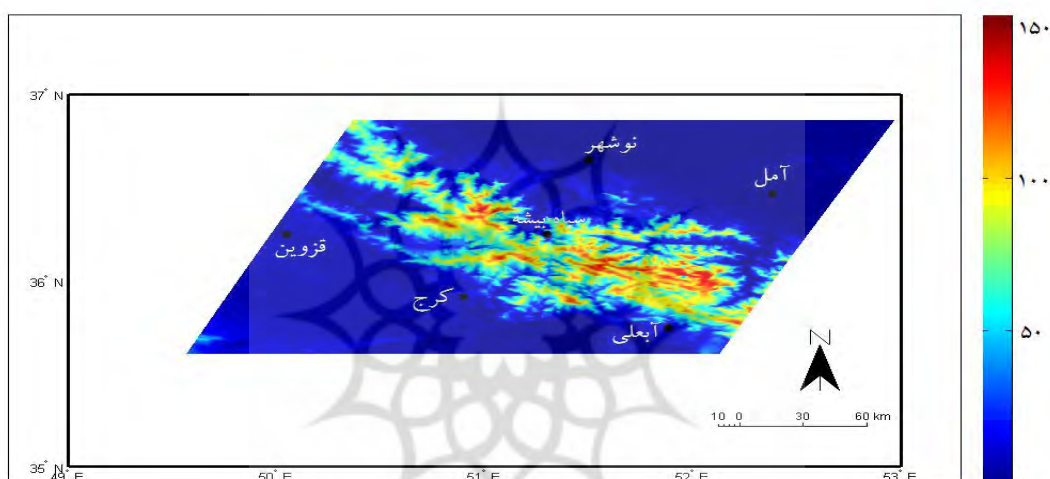 ۱۵۰
37° N
نوشهر
آمل
۱۰۰
سیاه‌بیشه
قزوین
36° N
کرج
آبعلی
N
۵۰
10 0 30 60 km
35° N
49° E 50° E 51° E 52° E 53° E